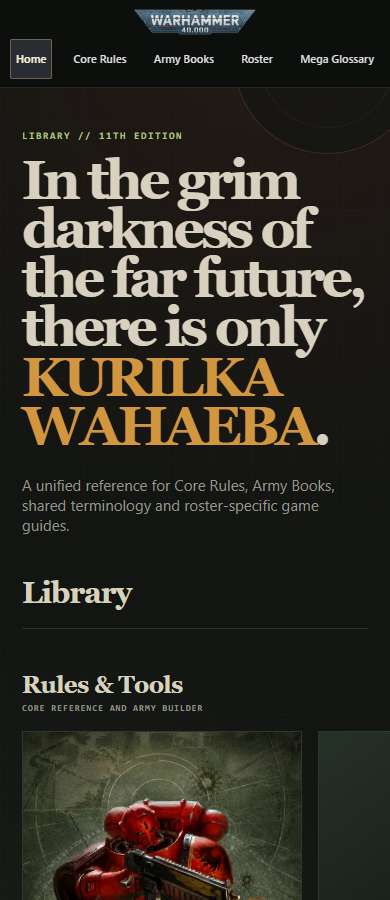 WARHAMMER
40,000
Home
Core Rules
Army Books
Roster
Mega Glossary
LIBRARY // 11TH EDITION
In the grim
darkness of
the far future,
there is only
KURILKA
WAHAEBA.
A unified reference for Core Rules, Army Books,
shared terminology and roster-specific game
guides.
Library
Rules & Tools
CORE REFERENCE AND ARMY BUILDER